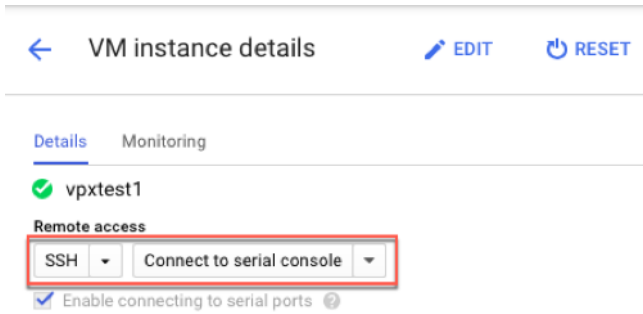 VM instance details EDIT RESET
Details Monitoring
vpxtest1
Remote access
SSH Connect to serial console
Enable connecting to serial ports ?